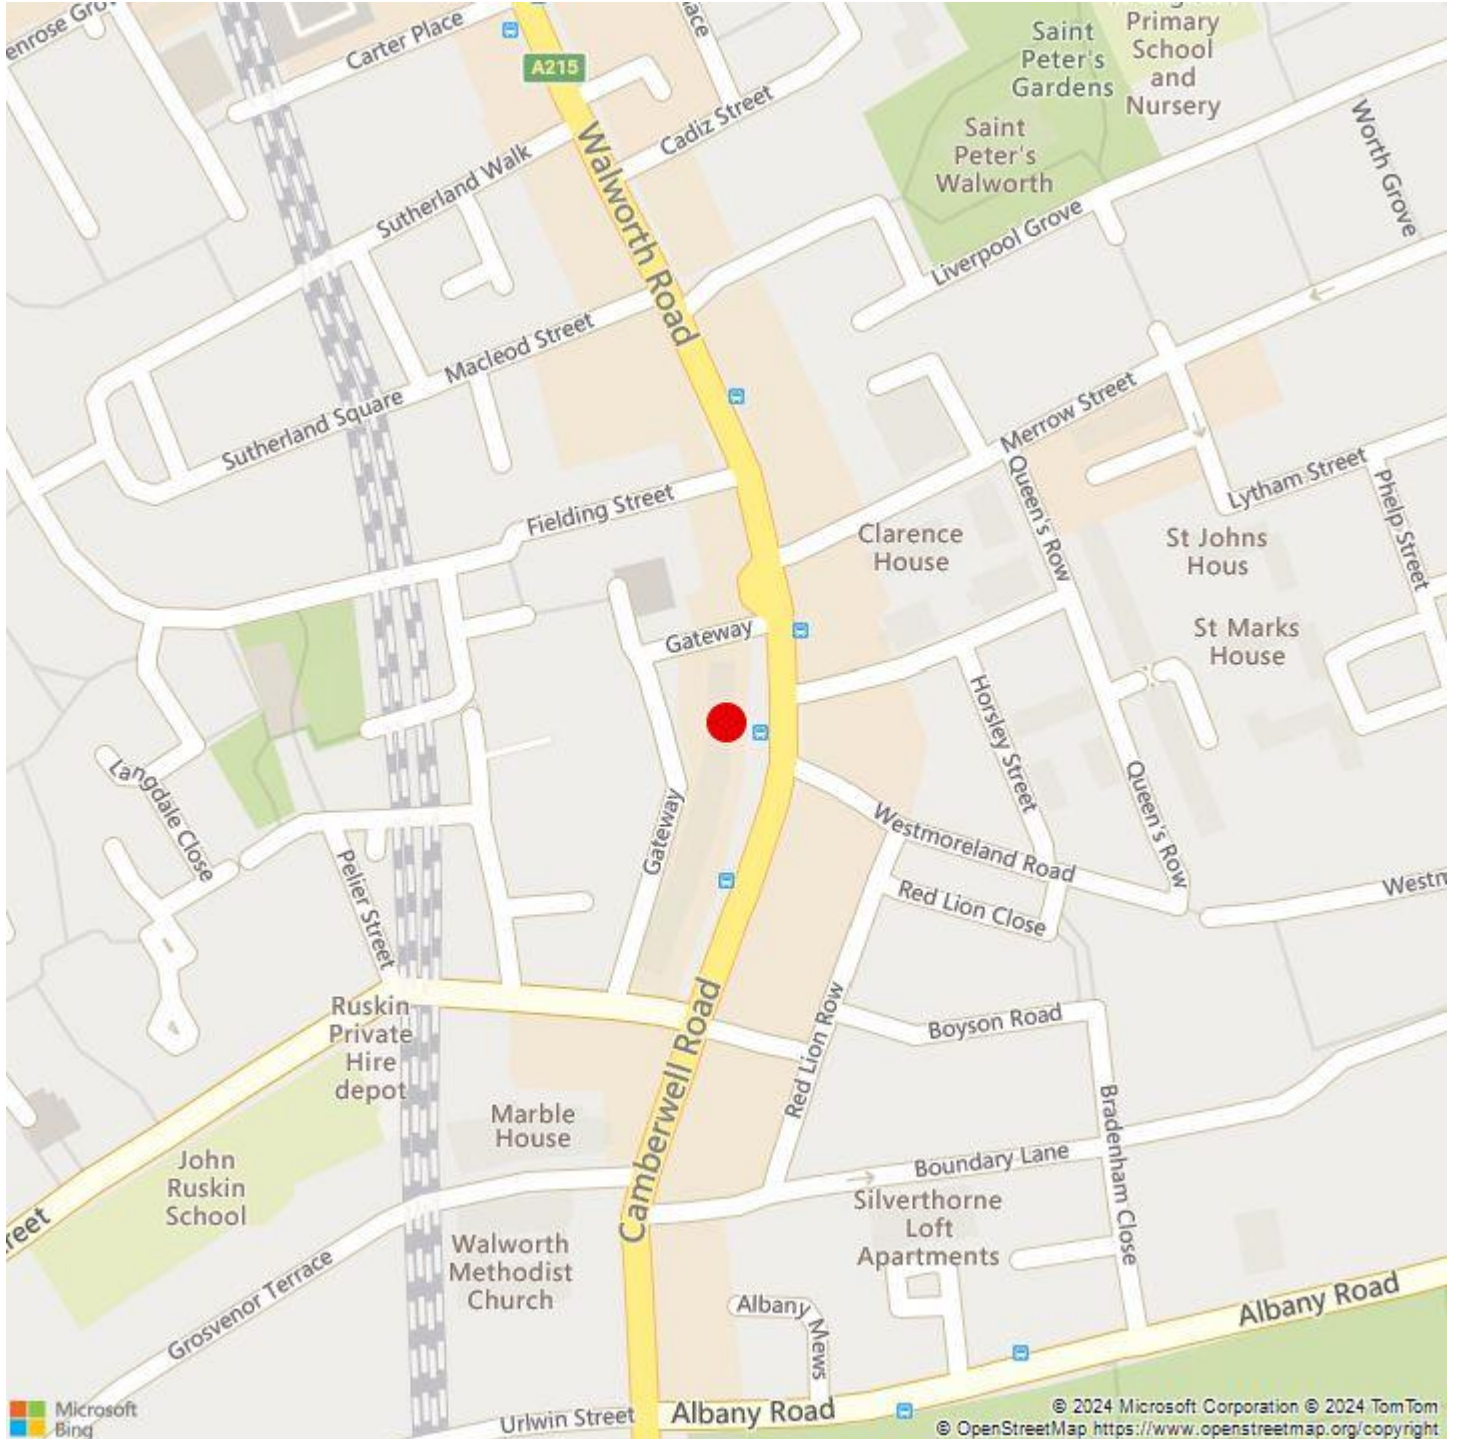 enrose Gro
Carter Place
ace
A215
Saint
Peter's
Gardens
Primary
School
and
Nursery
Cadiz Street
Worth Grove
Saint
Peter's
Walworth
Sutherland Walk
Walworth Road
Liverpool Grove
Macleod Street
Sutherland Square
Merrow Street
Fielding Street
Queen's Row
Lytham Street
Phelp Street
Clarence
House
St Johns
Hous
Gateway
St Marks
House
Horsley Street
Langdale Close
Gateway
Queen's Row
Westmoreland Road
Pelier Street
Red Lion Close
Westm
Ruskin
Private
Hire
depot
Camberwell Road
Red Lion Row
Boyson Road
Marble
House
Bradenham Close
John
Ruskin
School
Boundary Lane
reet
Silverthorne
Loft
Apartments
Walworth
Methodist
Church
Grosvenor Terrace
Albany
Mews
Albany Road
Microsoft
Bing
Urlwin Street
Albany Road
© 2024 Microsoft Corporation © 2024 TomTom
© OpenStreetMap https://www.openstreetmap.org/copyright